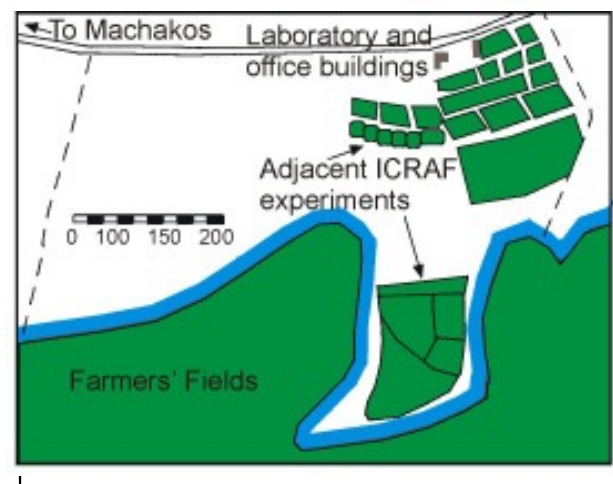 To Machakos
Laboratory and
office buildings
Adjacent ICRAF
experiments
0 100 150 200
Farmers' Fields